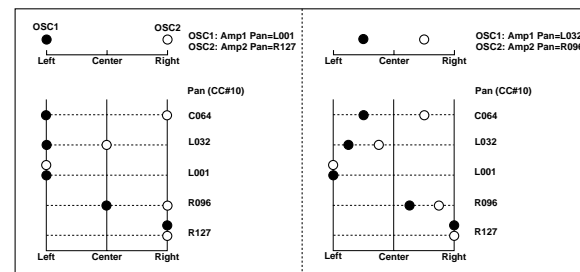 OSC1 OSC2
OSC1: Amp1 Pan=L001
OSC2: Amp2 Pan=R127
Left Center Right
Pan (CC#10)
C064
L032
L001
R096
R127
Left Center Right
OSC1: Amp1 Pan=L032
OSC2: Amp2 Pan=R096
Left Center Right
Pan (CC#10)
C064
L032
L001
R096
R127
Left Center Right